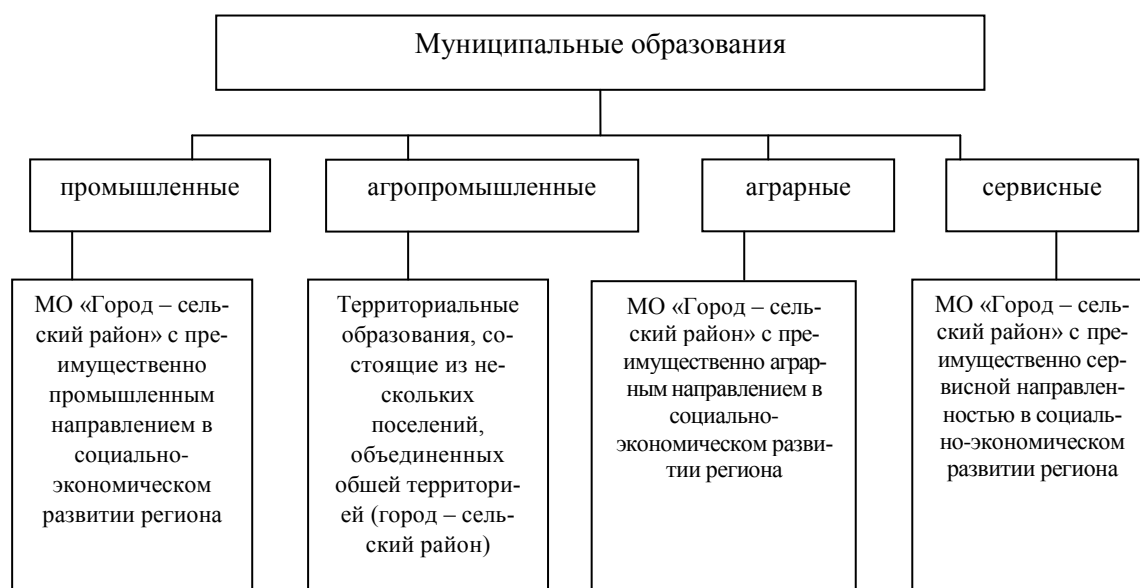 Муниципальные образования
промышленные
агропромышленные
аграрные
сервисные
МО «Город – сель-
ский район» с пре-
имущественно
промышленным
направлением в
социально-
экономическом
развитии региона
Территориальные
образования, со-
стоящие из не-
скольких
поселений,
объединенных
обшей территори-
ей (город – сель-
ский район)
МО «Город – сель-
ский район» с пре-
имущественно аграр-
ным направлением в
социально-
экономическом разви-
тии региона
МО «Город – сель-
ский район» с пре-
имущественно сер-
висной направлен-
ностью в социаль-
но-экономическом
развитии региона